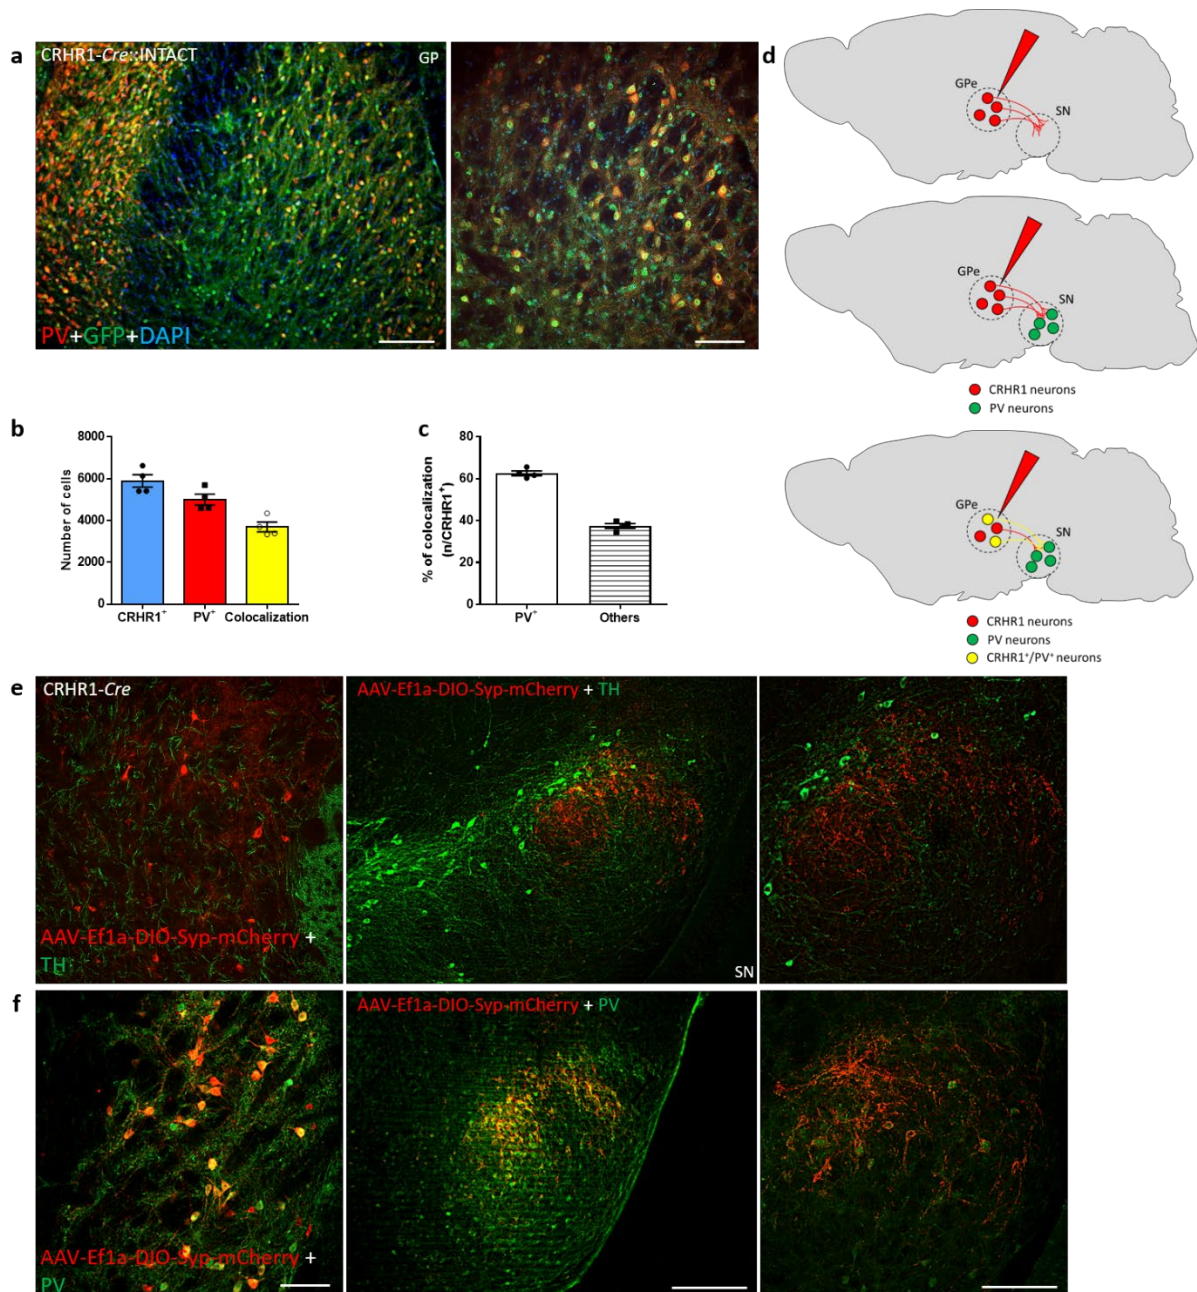 a
CRHR1-Cre::INTACT
GP
PV+GFP+DAPI
d
GPe
SN
GPe
SN
CRHR1 neurons
PV neurons
GPe
SN
CRHR1 neurons
PV neurons
CRHR1⁺/PV⁺ neurons
b
Number of cells
8000
6000
4000
2000
0
CRHR1⁺ PV⁺ Colocalization
c
% of colocalization
(n/CRHR1⁺)
80
60
40
20
0
PV⁺ Others
e
CRHR1-Cre
AAV-Ef1a-DIO-Syp-mCherry +
TH
AAV-Ef1a-DIO-Syp-mCherry + TH
SN
f
AAV-Ef1a-DIO-Syp-mCherry +
PV
AAV-Ef1a-DIO-Syp-mCherry + PV